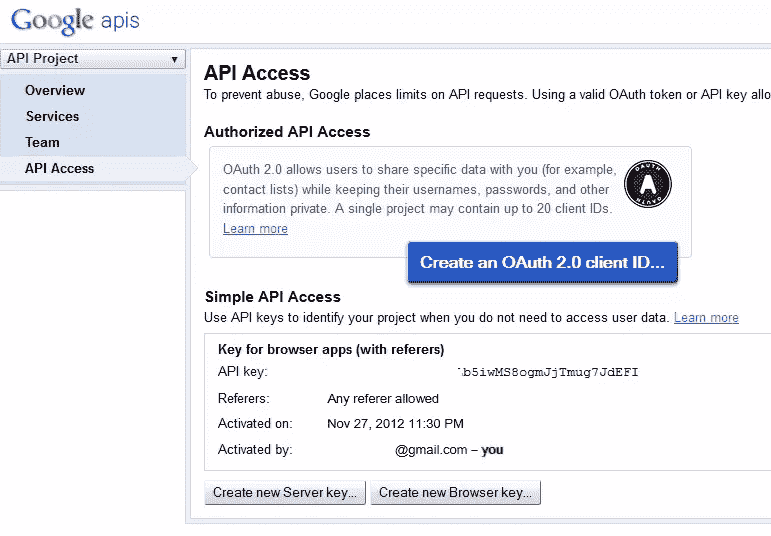 Google apis
API Project
Overview
Services
Team
API Access
API Access
To prevent abuse, Google places limits on API requests. Using a valid OAuth token or API key allo
Authorized API Access
OAuth 2.0 allows users to share specific data with you (for example,
contact lists) while keeping their usernames, passwords, and other
information private. A single project may contain up to 20 client IDs.
Learn more
OAUTH
A
OAUTH
Create an OAuth 2.0 client ID...
Simple API Access
Use API keys to identify your project when you do not need to access user data. Learn more
Key for browser apps (with referers)
API key: b5iwMS8ogmJjTmug7JdEFI
Referers: Any referer allowed
Activated on: Nov 27, 2012 11:30 PM
Activated by: @gmail.com – you
Create new Server key... Create new Browser key...